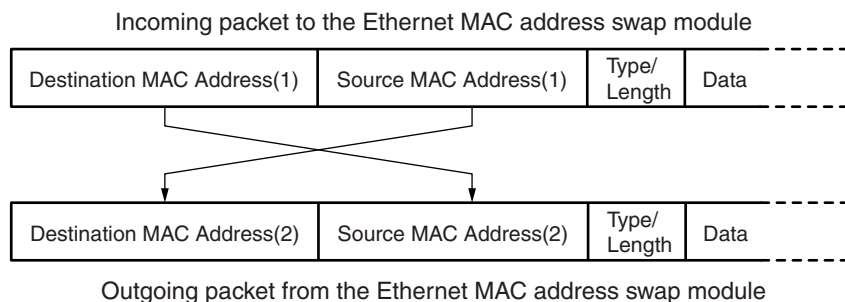 Incoming packet to the Ethernet MAC address swap module
Destination MAC Address(1)
Source MAC Address(1)
Type/
Length
Data
Destination MAC Address(2)
Source MAC Address(2)
Type/
Length
Data
Outgoing packet from the Ethernet MAC address swap module